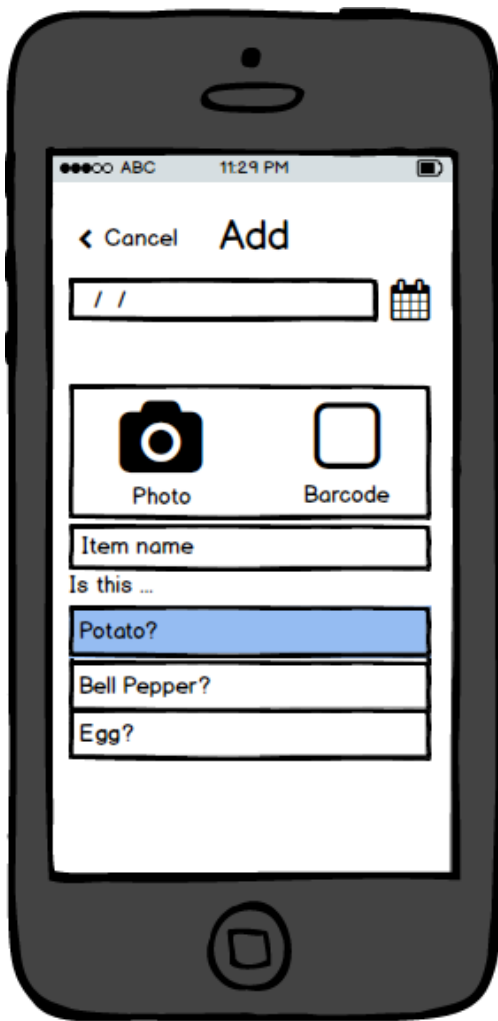 ABC 11:29 PM
Cancel Add
/ /
Photo Barcode
Item name
Is this ...
Potato?
Bell Pepper?
Egg?